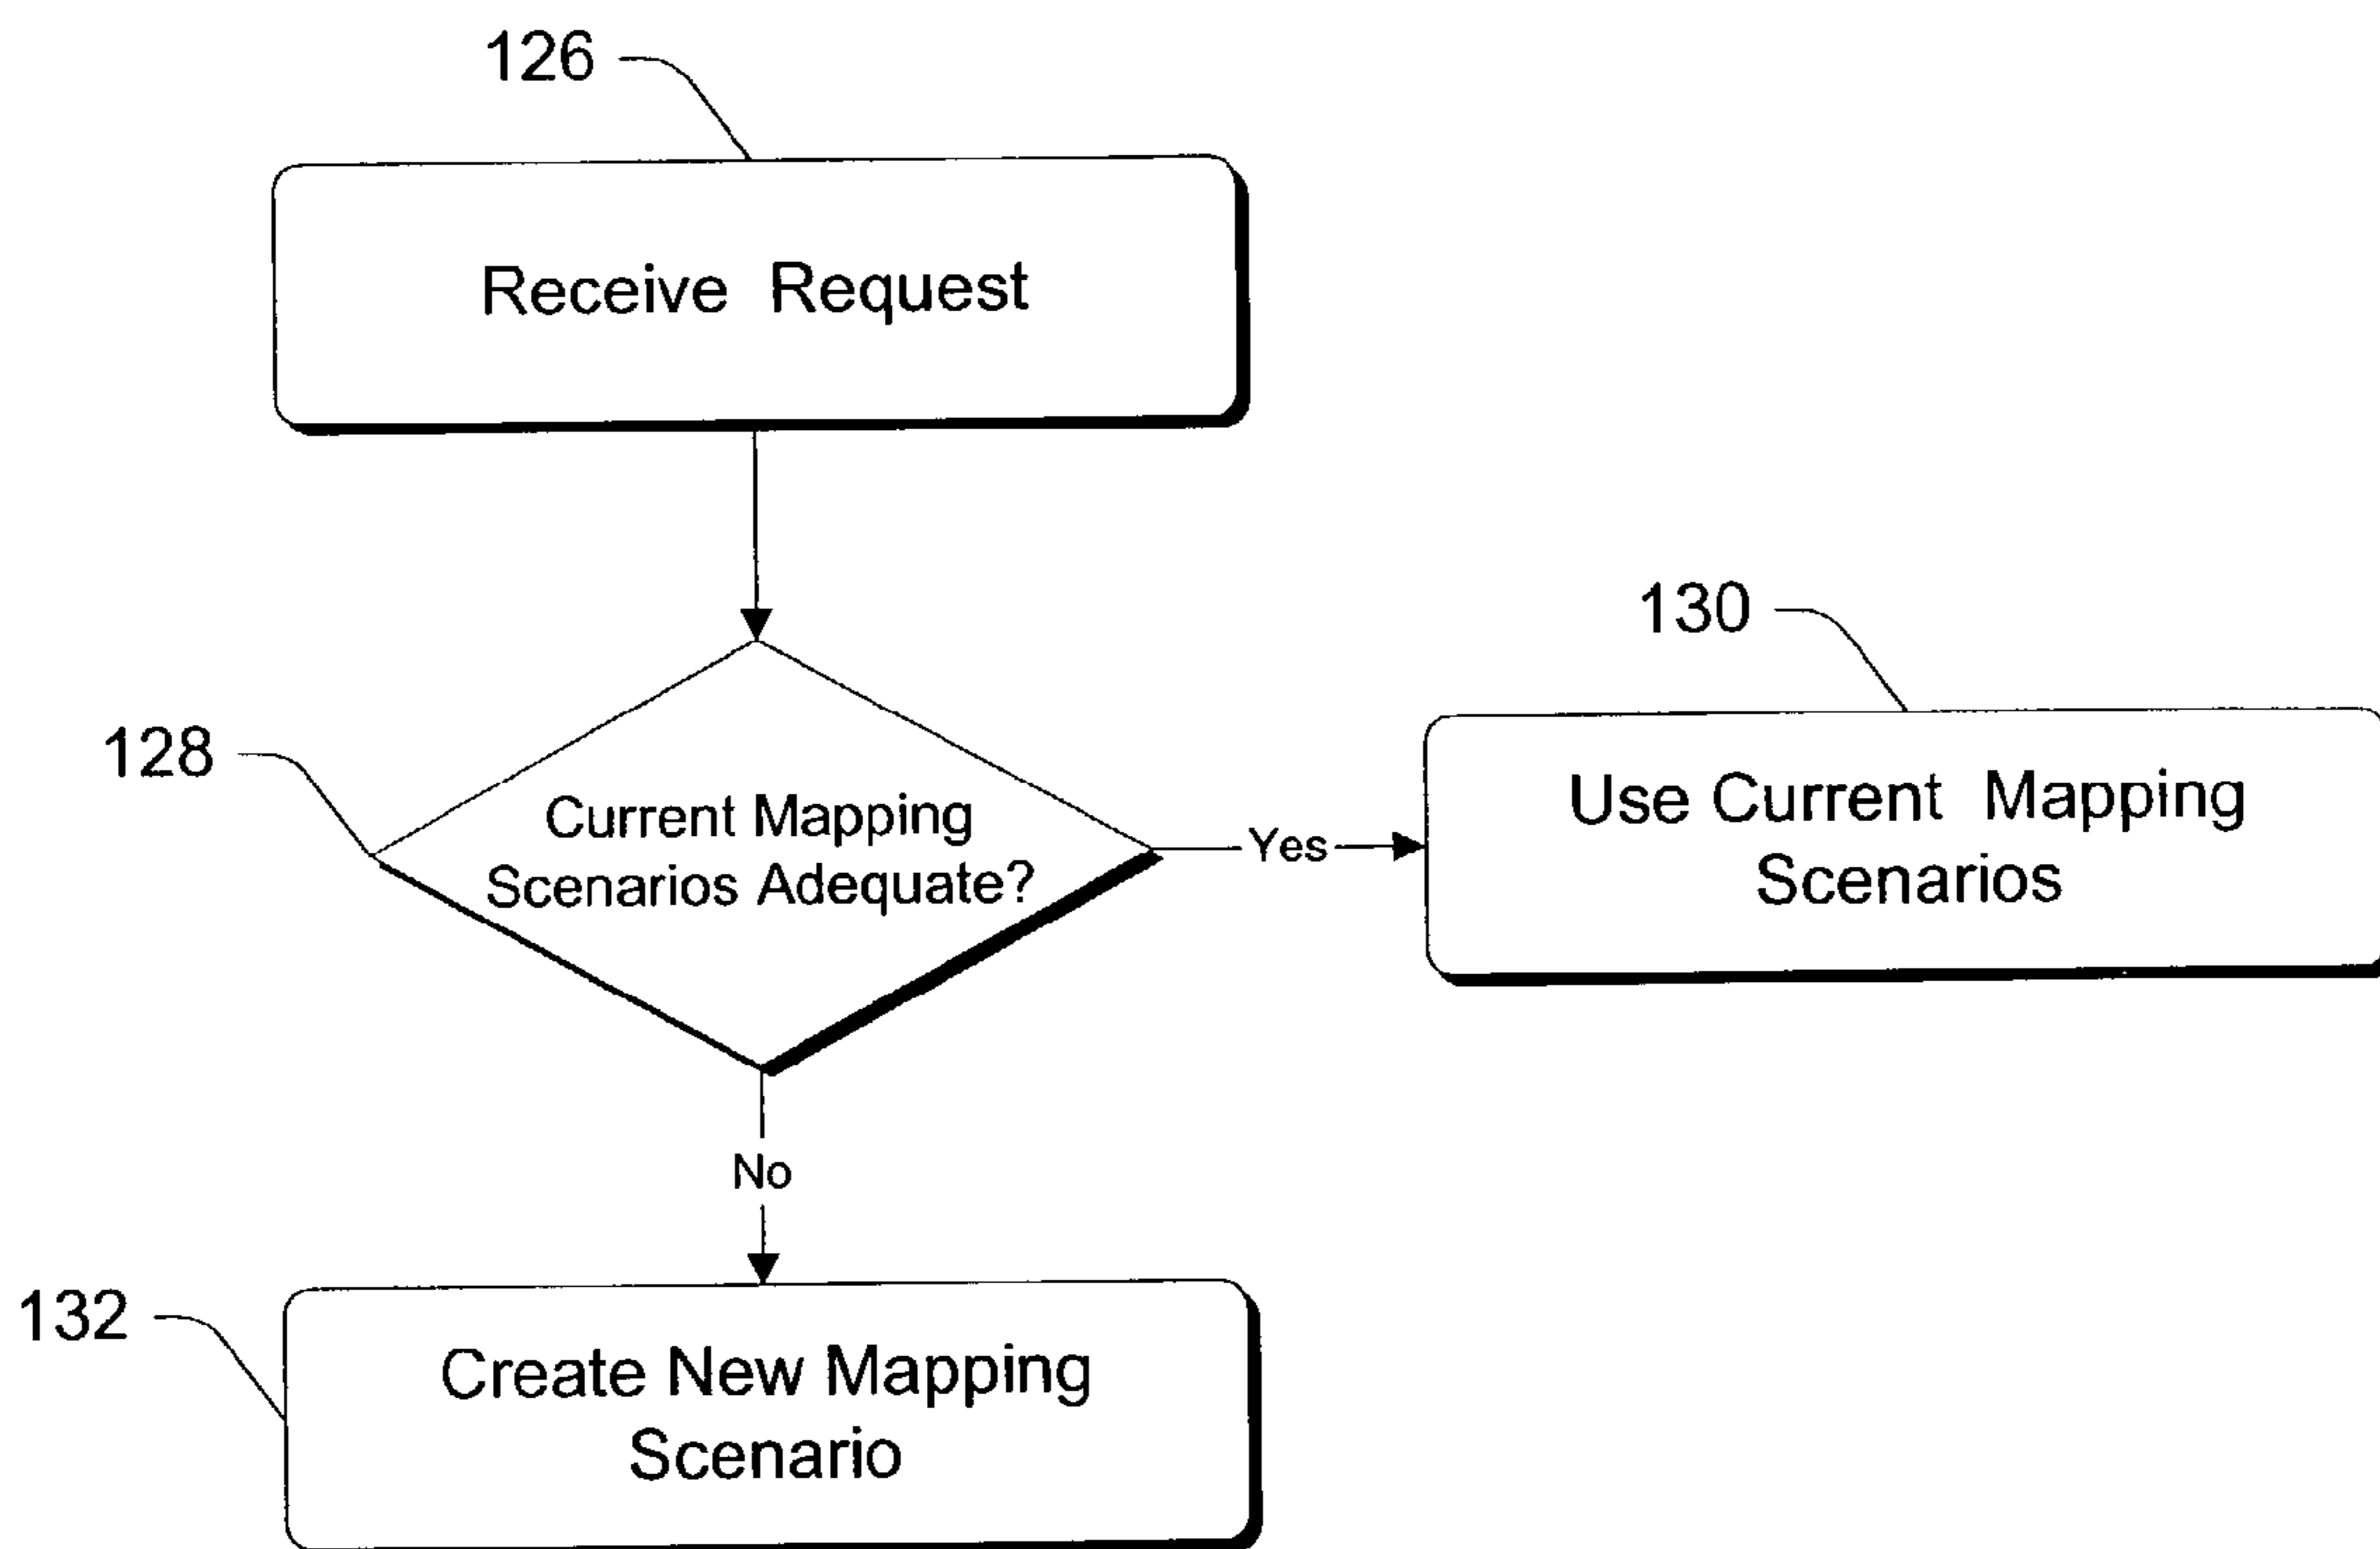 126
Receive Request
130
128
Current Mapping
Scenarios Adequate?
Yes
Use Current Mapping
Scenarios
No
132
Create New Mapping
Scenario